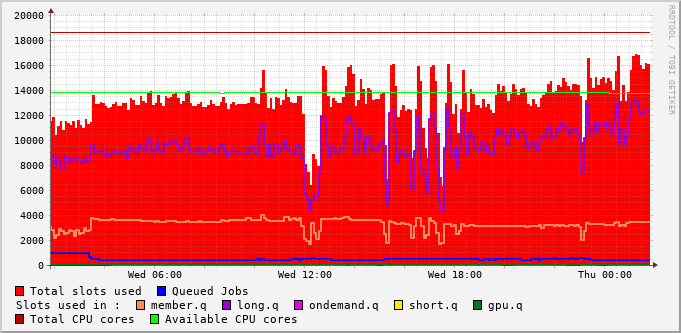 20000
18000
16000
14000
12000
10000
8000
6000
4000
2000
0
Wed 06:00 Wed 12:00 Wed 18:00 Thu 00:00
Total slots used Queued Jobs
Slots used in : member.q long.q ondemand.q short.q gpu.q
Total CPU cores Available CPU cores
RRDTOOL / TOBI OETIKER